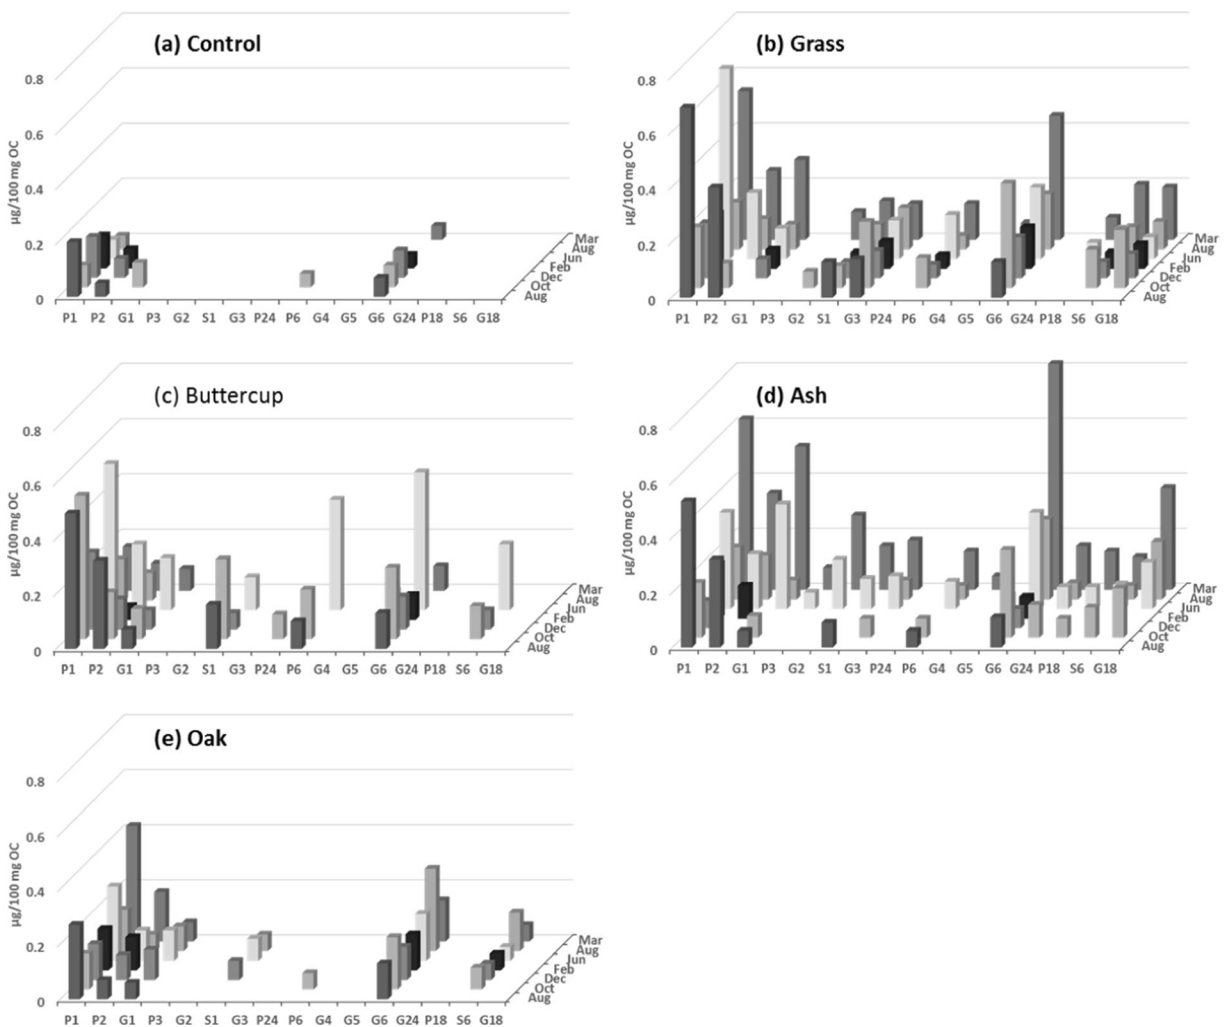 (a) Control
µg/100 mg OC
0.8
0.6
0.4
0.2
0
P1 P2 G1 P3 G2 S1 G3 P24 P6 G4 G5 G6 G24 P18 S6 G18
Mar
Aug
Jun
Feb
Dec
Oct
Aug
(b) Grass
µg/100 mg OC
0.8
0.6
0.4
0.2
0
P1 P2 G1 P3 G2 S1 G3 P24 P6 G4 G5 G6 G24 P18 S6 G18
Mar
Aug
Jun
Feb
Dec
Oct
Aug
(c) Buttercup
µg/100 mg OC
0.8
0.6
0.4
0.2
0
P1 P2 G1 P3 G2 S1 G3 P24 P6 G4 G5 G6 G24 P18 S6 G18
Mar
Aug
Jun
Feb
Dec
Oct
Aug
(d) Ash
µg/100 mg OC
0.8
0.6
0.4
0.2
0
P1 P2 G1 P3 G2 S1 G3 P24 P6 G4 G5 G6 G24 P18 S6 G18
Mar
Aug
Jun
Feb
Dec
Oct
Aug
(e) Oak
µg/100 mg OC
0.8
0.6
0.4
0.2
0
P1 P2 G1 P3 G2 S1 G3 P24 P6 G4 G5 G6 G24 P18 S6 G18
Mar
Aug
Jun
Feb
Dec
Oct
Aug